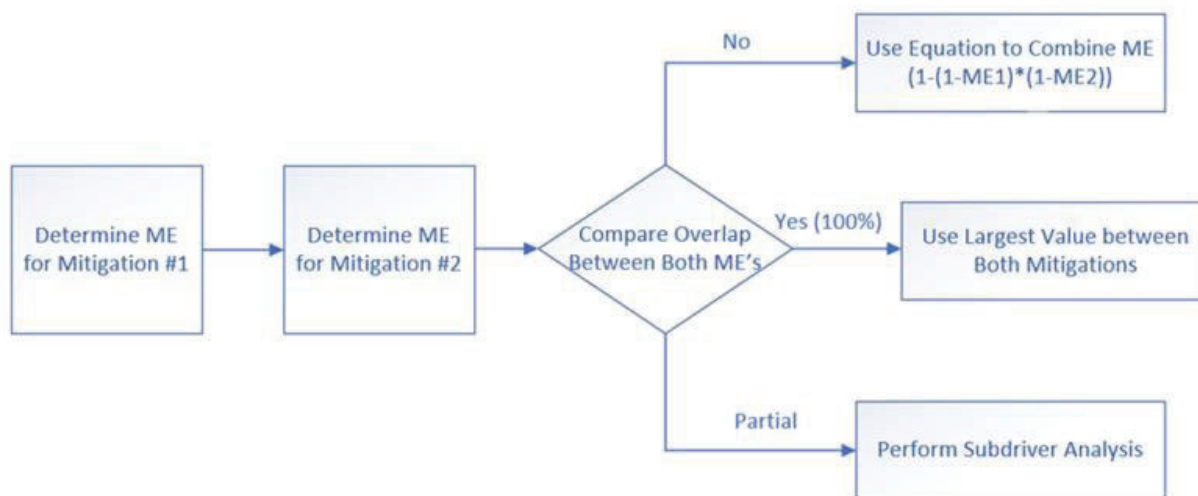 Determine ME
for Mitigation #1
Determine ME
for Mitigation #2
Compare Overlap
Between Both ME's
No
Use Equation to Combine ME
(1-(1-ME1)*(1-ME2))
Yes (100%)
Use Largest Value between
Both Mitigations
Partial
Perform Subdriver Analysis